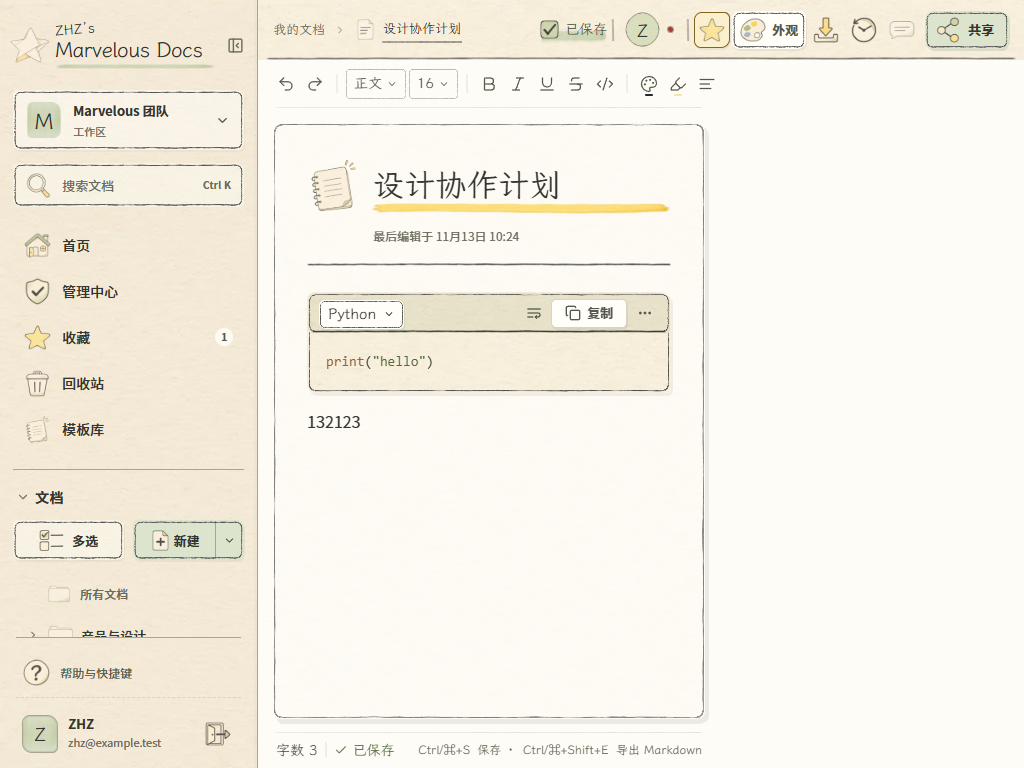 ZHZ's
Marvelous Docs
M
Marvelous 团队
工作区
搜索文档
Ctrl K
首页
管理中心
收藏
1
回收站
模板库
文档
多选
新建
所有文档
产品与设计
帮助与快捷键
Z
ZHZ
zhz@example.test
我的文档
设计协作计划
已保存
Z
外观
共享
正文
16
B
I
U
S
设计协作计划
最后编辑于 11月13日 10:24
Python
复制
print("hello")
132123
字数 3
已保存
Ctrl/⌘+S 保存 · Ctrl/⌘+Shift+E 导出 Markdown